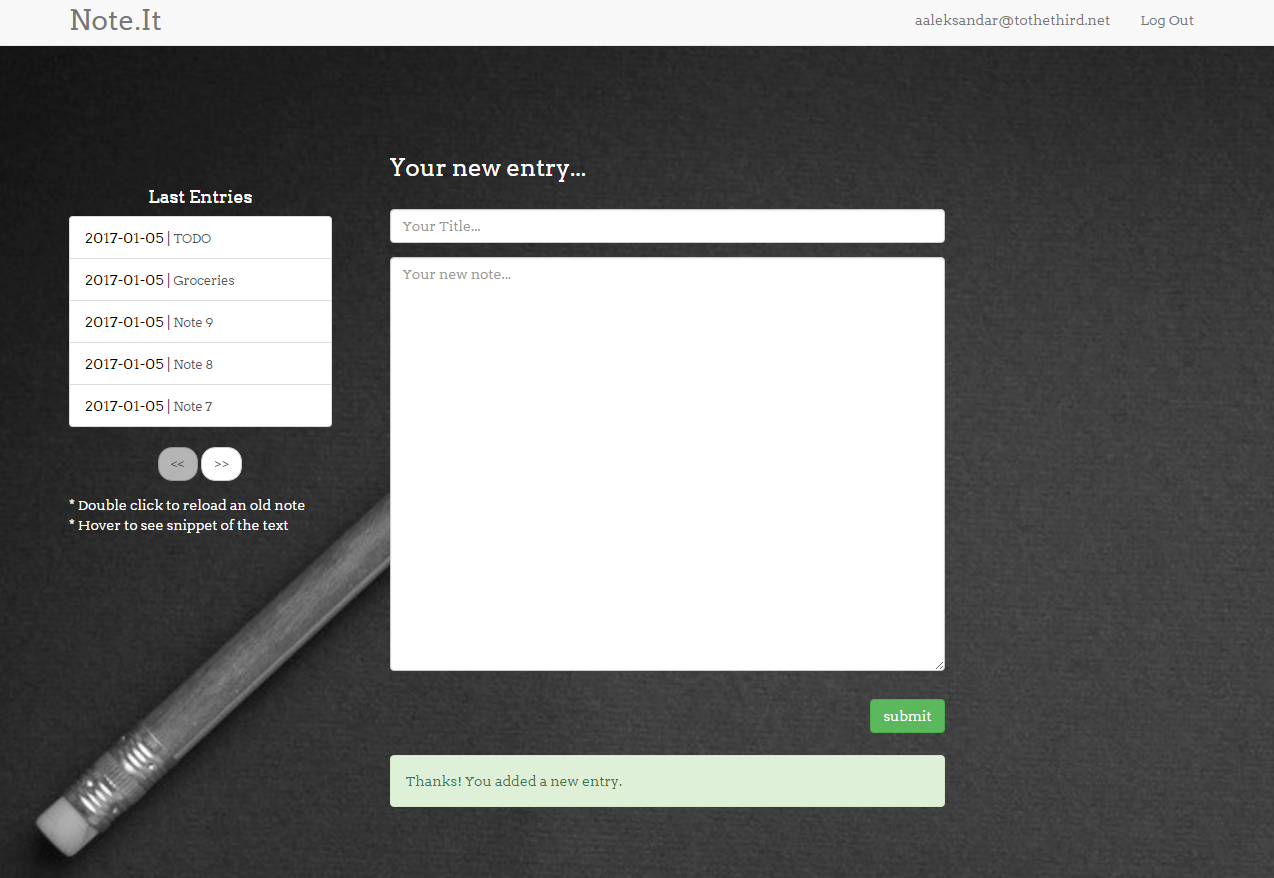 Note.It
aaleksandar@tothethird.net
Log Out
Last Entries
2017-01-05 | TODO
2017-01-05 | Groceries
2017-01-05 | Note 9
2017-01-05 | Note 8
2017-01-05 | Note 7
<< >>
* Double click to reload an old note
* Hover to see snippet of the text
Your new entry...
Your Title...
Your new note...
submit
Thanks! You added a new entry.